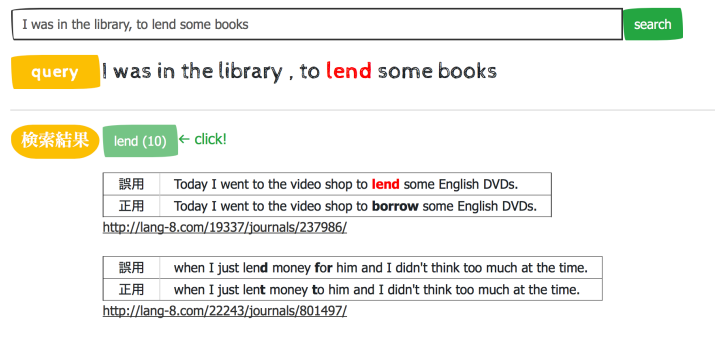 I was in the library, to lend some books
search
query I was in the library , to lend some books
検索結果 lend (10) ← click!
誤用 Today I went to the video shop to lend some English DVDs.
正用 Today I went to the video shop to borrow some English DVDs.
http://lang-8.com/19337/journals/237986/
誤用 when I just lend money for him and I didn't think too much at the time.
正用 when I just lent money to him and I didn't think too much at the time.
http://lang-8.com/22243/journals/801497/